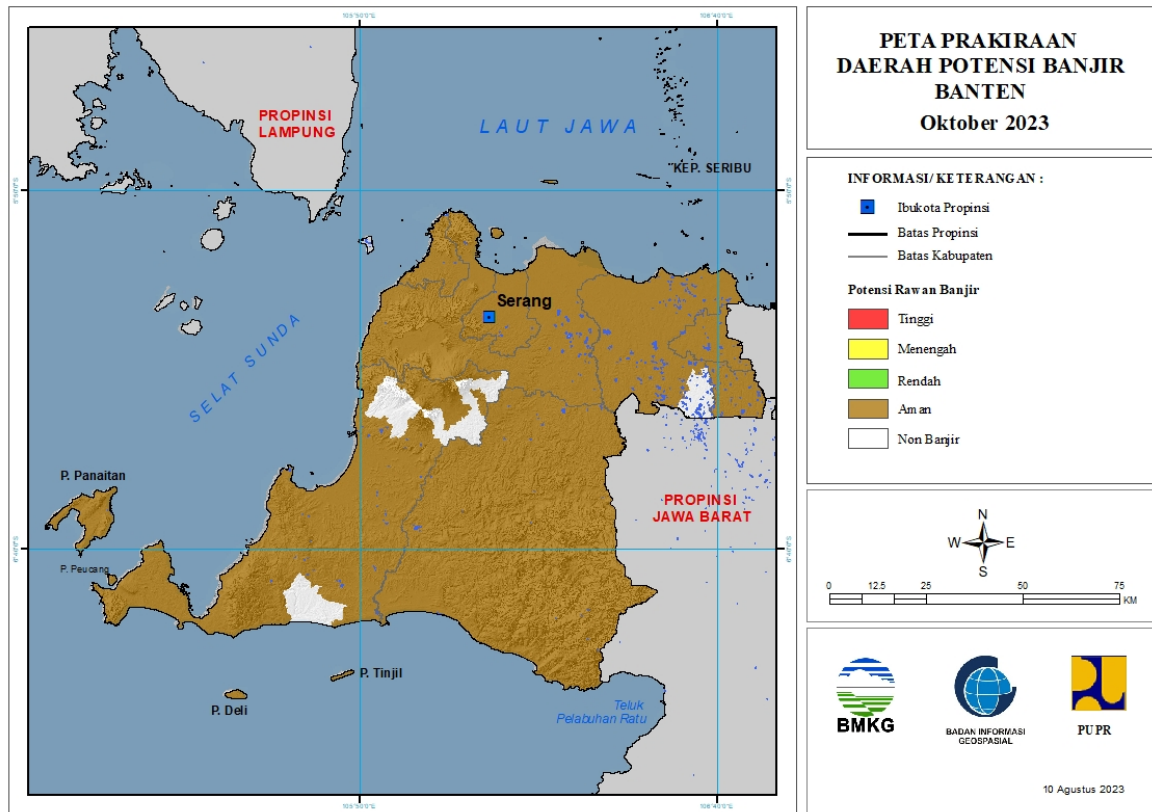 PROPINSI
LAMPUNG
LAUT JAWA
KEP. SERIBU
Serang
SELAT SUNDA
P. Panaitan
PROPINSI
JAWA BARAT
P. Peucang
P. Tinjil
P. Deli
Teluk
Pelabuhan Ratu
PETA PRAKIRAAN
DAERAH POTENSI BANJIR
BANTEN
Oktober 2023
INFORMASI/ KETERANGAN :
Ibukota Propinsi
Batas Propinsi
Batas Kabupaten
Potensi Rawan Banjir
Tinggi
Menengah
Rendah
Aman
Non Banjir
N
W E
S
0 12.5 25 50 75
KM
BMKG
BADAN INFORMASI
GEOSPASIAL
PUPR
10 Agustus 2023